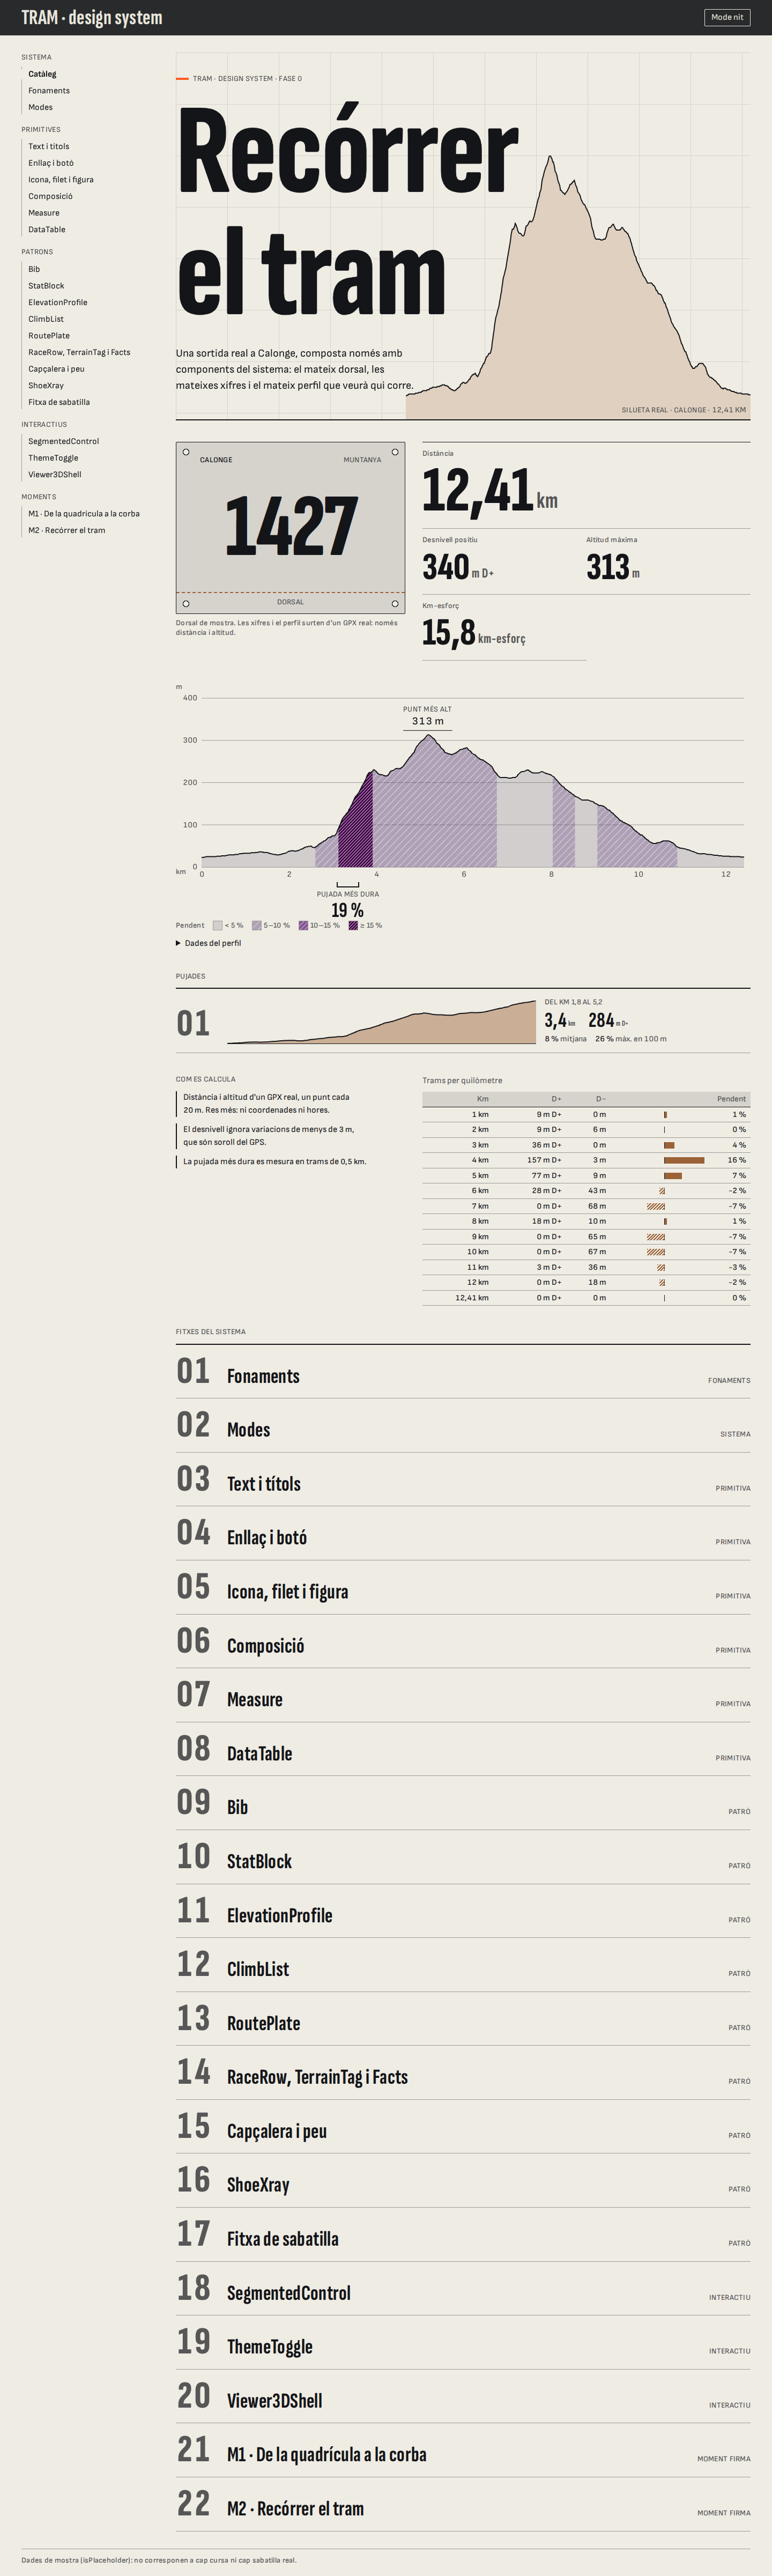 TRAM · design system
Mode nit
SISTEMA
Catàleg
Fonaments
Modes
PRIMITIVES
Text i títols
Enllaç i botó
Icona, filet i figura
Composició
Measure
DataTable
PATRONS
Bib
StatBlock
ElevationProfile
ClimbList
RoutePlate
RaceRow, TerrainTag i Facts
Capçalera i peu
ShoeXray
Fitxa de sabatilla
INTERACTIUS
SegmentedControl
ThemeToggle
Viewer3DShell
MOMENTS
M1 · De la quadrícula a la corba
M2 · Recórrer el tram
TRAM · DESIGN SYSTEM · FASE 0
Recórrer
el tram
Una sortida real a Calonge, composta només amb
components del sistema: el mateix dorsal, les
mateixes xifres i el mateix perfil que veurà qui corre.
SILUETA REAL · CALONGE · 12,41 KM
CALONGE
MUNTANYA
1427
DORSAL
Dorsal de mostra. Les xifres i el perfil surten d'un GPX real: només
distància i altitud.
Distància
12,41 km
Desnivell positiu
340 m D+
Altitud màxima
313 m
Km-esforç
15,8 km-esforç
m
400
300
200
100
0
PUNT MÉS ALT
313 m
km
0 2 4 6 8 10 12
PUJADA MÉS DURA
19 %
Pendent < 5 % 5–10 % 10–15 % ≥ 15 %
▶ Dades del perfil
PUJADES
01
DEL KM 1,8 AL 5,2
3,4 km 284 m D+
8 % mitjana 26 % màx. en 100 m
COM ES CALCULA
Distància i altitud d'un GPX real, un punt cada
20 m. Res més: ni coordenades ni hores.
El desnivell ignora variacions de menys de 3 m,
que són soroll del GPS.
La pujada més dura es mesura en trams de 0,5 km.
Trams per quilòmetre
Km D+ D− Pendent
1 km 9 m D+ 0 m 1 %
2 km 9 m D+ 6 m 0 %
3 km 36 m D+ 0 m 4 %
4 km 157 m D+ 3 m 16 %
5 km 77 m D+ 9 m 7 %
6 km 28 m D+ 43 m -2 %
7 km 0 m D+ 68 m -7 %
8 km 18 m D+ 10 m 1 %
9 km 0 m D+ 65 m -7 %
10 km 0 m D+ 67 m -7 %
11 km 3 m D+ 36 m -3 %
12 km 0 m D+ 18 m -2 %
12,41 km 0 m D+ 0 m 0 %
FITXES DEL SISTEMA
01 Fonaments FONAMENTS
02 Modes SISTEMA
03 Text i títols PRIMITIVA
04 Enllaç i botó PRIMITIVA
05 Icona, filet i figura PRIMITIVA
06 Composició PRIMITIVA
07 Measure PRIMITIVA
08 DataTable PRIMITIVA
09 Bib PATRÓ
10 StatBlock PATRÓ
11 ElevationProfile PATRÓ
12 ClimbList PATRÓ
13 RoutePlate PATRÓ
14 RaceRow, TerrainTag i Facts PATRÓ
15 Capçalera i peu PATRÓ
16 ShoeXray PATRÓ
17 Fitxa de sabatilla PATRÓ
18 SegmentedControl INTERACTIU
19 ThemeToggle INTERACTIU
20 Viewer3DShell INTERACTIU
21 M1 · De la quadrícula a la corba MOMENT FIRMA
22 M2 · Recórrer el tram MOMENT FIRMA
Dades de mostra (isPlaceholder): no corresponen a cap cursa ni cap sabatilla real.